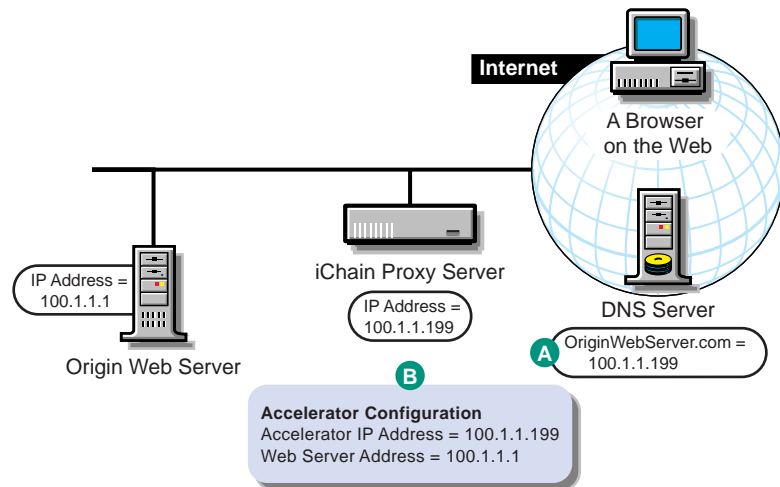 Internet
A Browser
on the Web
IP Address =
100.1.1.1
Origin Web Server
iChain Proxy Server
IP Address =
100.1.1.199
DNS Server
A
OriginWebServer.com =
100.1.1.199
B
Accelerator Configuration
Accelerator IP Address = 100.1.1.199
Web Server Address = 100.1.1.1